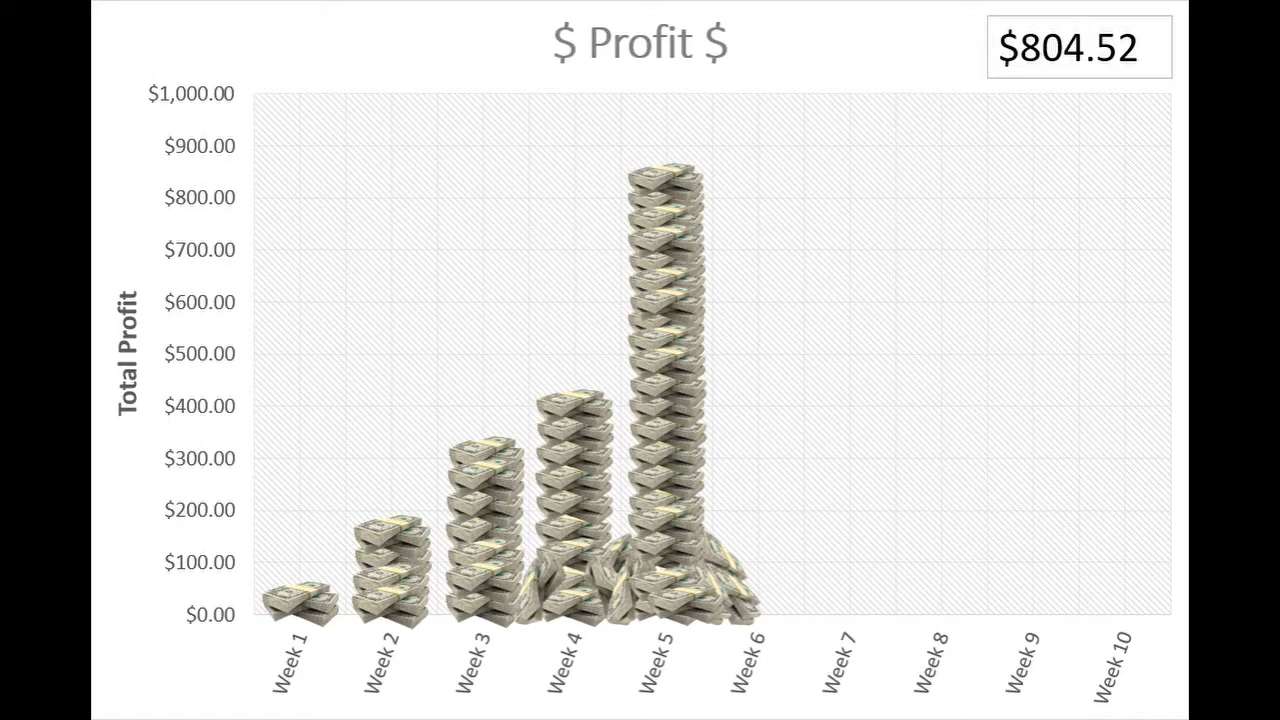 $ Profit $
$804.52
$1,000.00
$900.00
$800.00
$700.00
$600.00
$500.00
$400.00
$300.00
$200.00
$100.00
$0.00
Total Profit
Week 1
Week 2
Week 3
Week 4
Week 5
Week 6
Week 7
Week 8
Week 9
Week 10